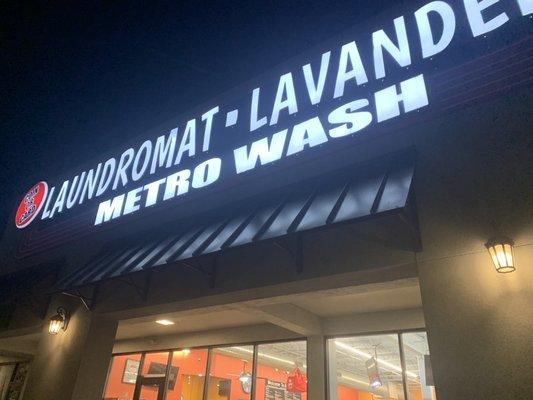 LAUNDROMAT - LAVANDE
METRO WASH